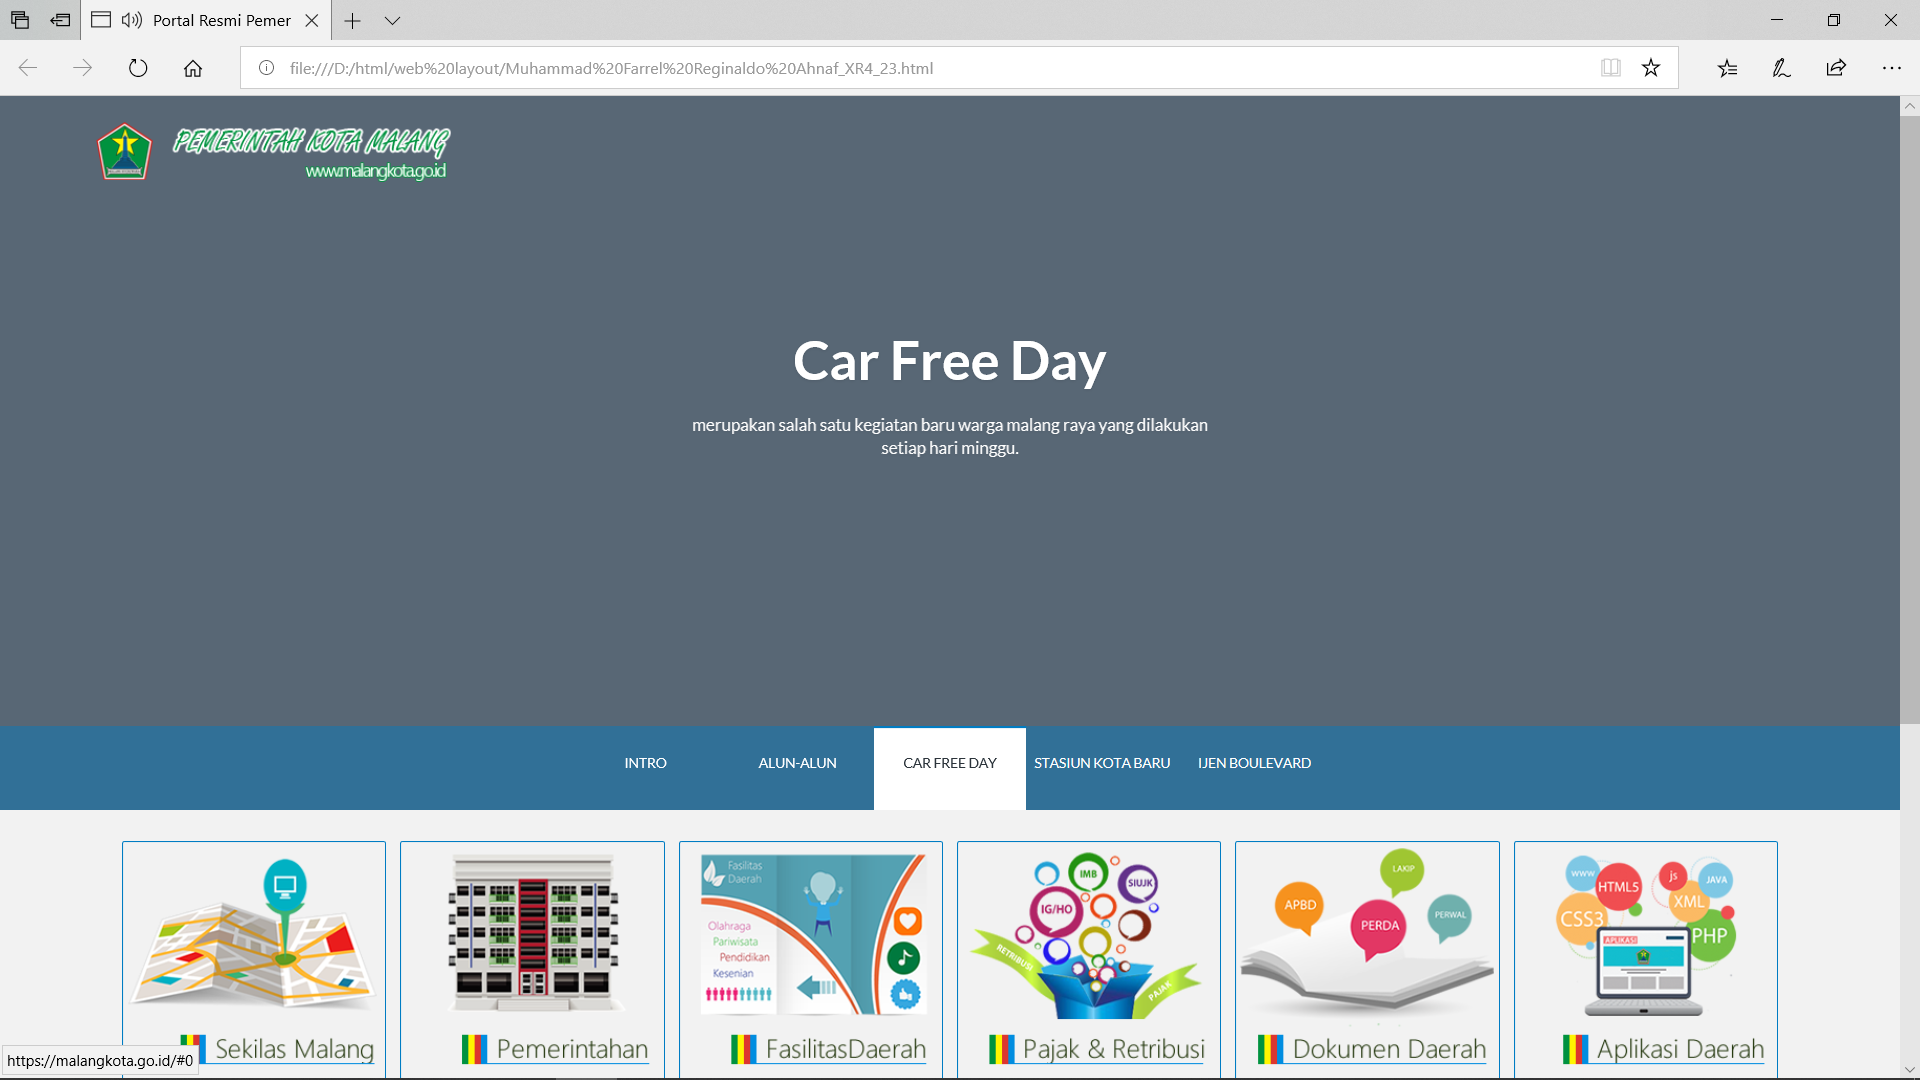 Portal Resmi Pemer
file:///D:/html/web%20layout/Muhammad%20Farrel%20Reginaldo%20Ahnaf_XR4_23.html
PEMERINTAH KOTA MALANG
www.malangkota.go.id
Car Free Day
merupakan salah satu kegiatan baru warga malang raya yang dilakukan
setiap hari minggu.
INTRO
ALUN-ALUN
CAR FREE DAY
STASIUN KOTA BARU
IJEN BOULEVARD
Sekilas Malang
Pemerintahan
Fasilitas
Daerah
Olahraga
Pariwisata
Pendidikan
Kesenian
FasilitasDaerah
IMB
SIUJK
IG/HO
RETRIBUSI
PAJAK
Pajak & Retribusi
LAKIP
APBD
PERDA
PERWAL
Dokumen Daerah
WWW
HTML5
js
JAVA
XML
CSS3
PHP
APLIKASI
Aplikasi Daerah
https://malangkota.go.id/#0